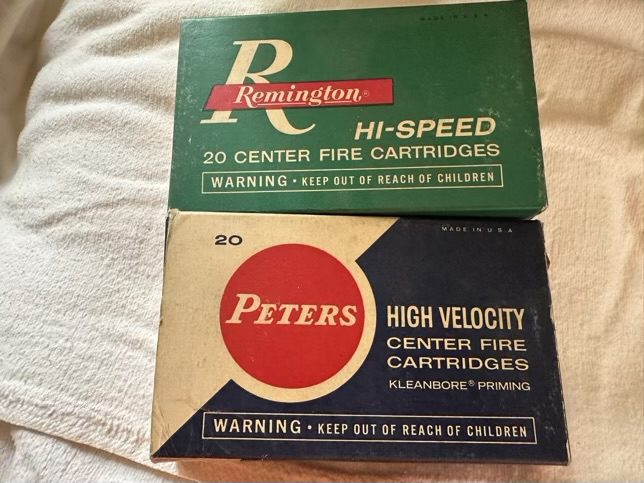 MADE IN U.S.A.
R
Remington®
HI-SPEED
20 CENTER FIRE CARTRIDGES
WARNING • KEEP OUT OF REACH OF CHILDREN
20
MADE IN U.S.A
PETERS
HIGH VELOCITY
CENTER FIRE
CARTRIDGES
KLEANBORE® PRIMING
WARNING • KEEP OUT OF REACH OF CHILDREN